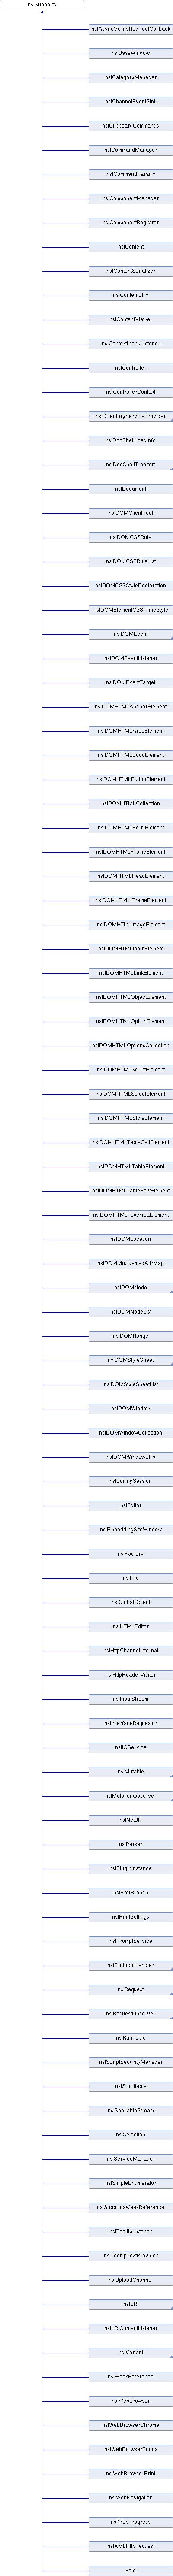 nsISupports
nsIAsyncVerifyRedirectCallback
nsIBaseWindow
nsICategoryManager
nsIChannelEventSink
nsIClipboardCommands
nsICommandManager
nsICommandParams
nsIComponentManager
nsIComponentRegistrar
nsIContent
nsIContentSerializer
nsIContentUtils
nsIContentViewer
nsIContextMenuListener
nsIController
nsIControllerContext
nsIDirectoryServiceProvider
nsIDocShellLoadInfo
nsIDocShellTreeItem
nsIDocument
nsIDOMClientRect
nsIDOMCSSRule
nsIDOMCSSRuleList
nsIDOMCSSStyleDeclaration
nsIDOMElementCSSInlineStyle
nsIDOMEvent
nsIDOMEventListener
nsIDOMEventTarget
nsIDOMHTMLAnchorElement
nsIDOMHTMLAreaElement
nsIDOMHTMLBodyElement
nsIDOMHTMLButtonElement
nsIDOMHTMLCollection
nsIDOMHTMLFormElement
nsIDOMHTMLFrameElement
nsIDOMHTMLHeadElement
nsIDOMHTMLIFrameElement
nsIDOMHTMLImageElement
nsIDOMHTMLInputElement
nsIDOMHTMLLinkElement
nsIDOMHTMLObjectElement
nsIDOMHTMLOptionElement
nsIDOMHTMLOptionsCollection
nsIDOMHTMLScriptElement
nsIDOMHTMLSelectElement
nsIDOMHTMLStyleElement
nsIDOMHTMLTableCellElement
nsIDOMHTMLTableElement
nsIDOMHTMLTableRowElement
nsIDOMHTMLTextAreaElement
nsIDOMLocation
nsIDOMMozNamedAttrMap
nsIDOMNode
nsIDOMNodeList
nsIDOMRange
nsIDOMStyleSheet
nsIDOMStyleSheetList
nsIDOMWindow
nsIDOMWindowCollection
nsIDOMWindowUtils
nsIEditingSession
nsIEditor
nsIEmbeddingSiteWindow
nsIFactory
nsIFile
nsIGlobalObject
nsIHTMLEditor
nsIHttpChannelInternal
nsIHttpHeaderVisitor
nsIInputStream
nsIInterfaceRequestor
nsIIOService
nsIMutable
nsIMutationObserver
nsINetUtil
nsIParser
nsIPluginInstance
nsIPrefBranch
nsIPrintSettings
nsIPromptService
nsIProtocolHandler
nsIRequest
nsIRequestObserver
nsIRunnable
nsIScriptSecurityManager
nsIScrollable
nsISeekableStream
nsISelection
nsIServiceManager
nsISimpleEnumerator
nsISupportsWeakReference
nsITooltipListener
nsITooltipTextProvider
nsIUploadChannel
nsIURI
nsIURIContentListener
nsIVariant
nsIWeakReference
nsIWebBrowser
nsIWebBrowserChrome
nsIWebBrowserFocus
nsIWebBrowserPrint
nsIWebNavigation
nsIWebProgress
nsIXMLHttpRequest
void